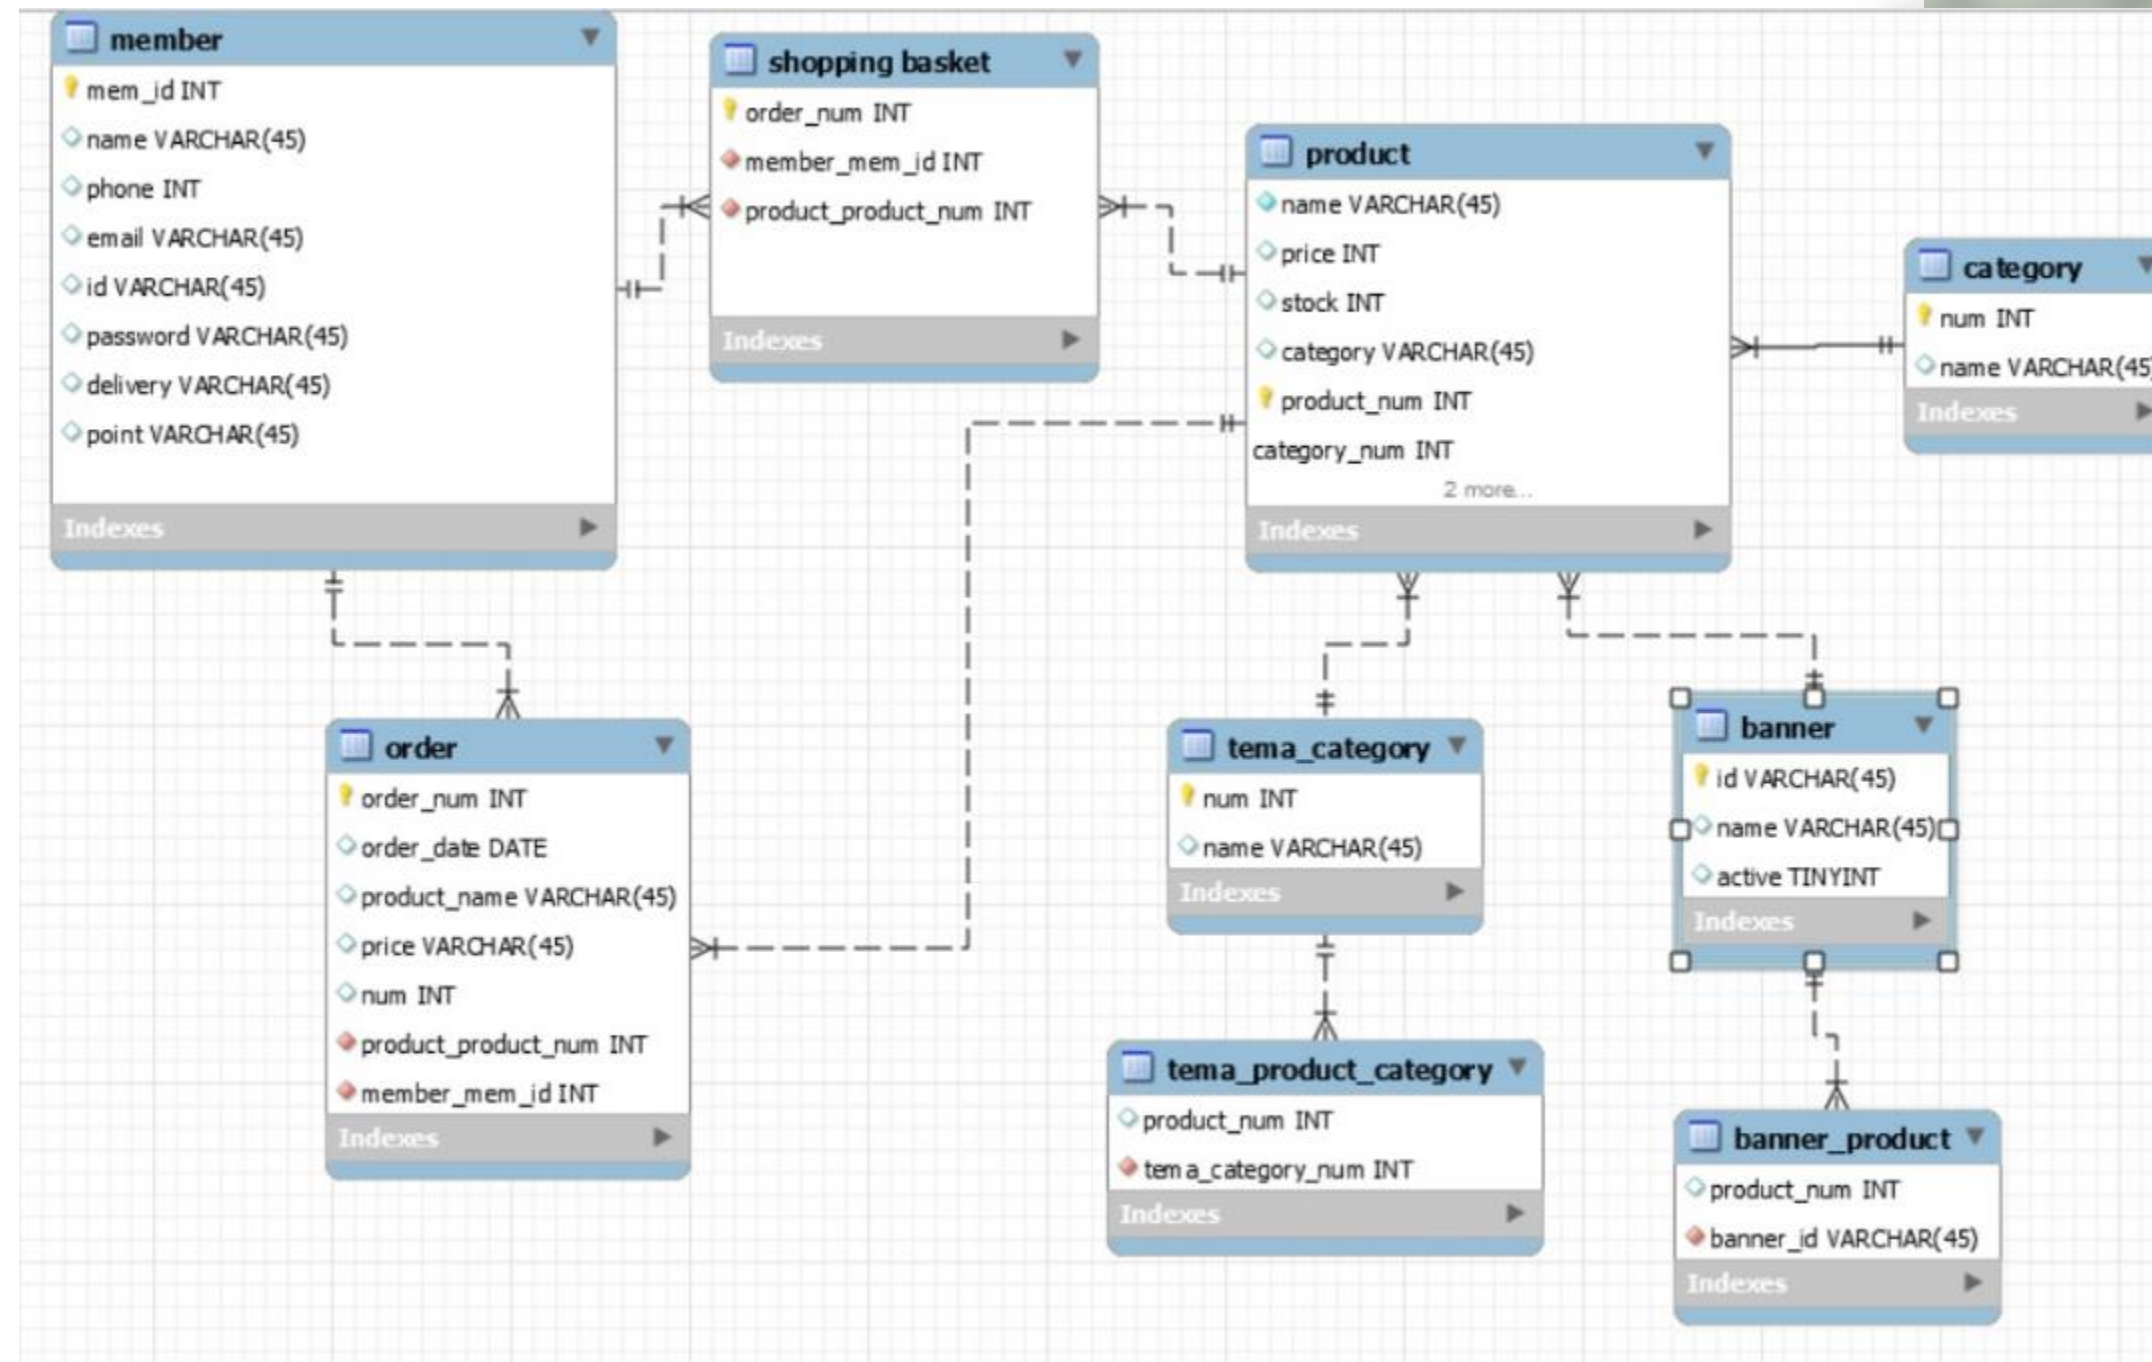 member
mem_id INT
name VARCHAR(45)
phone INT
email VARCHAR(45)
id VARCHAR(45)
password VARCHAR(45)
delivery VARCHAR(45)
point VARCHAR(45)
Indexes
shopping basket
order_num INT
member_mem_id INT
product_product_num INT
Indexes
product
name VARCHAR(45)
price INT
stock INT
category VARCHAR(45)
product_num INT
category_num INT
2 more...
Indexes
category
num INT
name VARCHAR(45)
Indexes
order
order_num INT
order_date DATE
product_name VARCHAR(45)
price VARCHAR(45)
num INT
product_product_num INT
member_mem_id INT
Indexes
tema_category
num INT
name VARCHAR(45)
Indexes
banner
id VARCHAR(45)
name VARCHAR(45)
active TINYINT
Indexes
tema_product_category
product_num INT
tema_category_num INT
Indexes
banner_product
product_num INT
banner_id VARCHAR(45)
Indexes